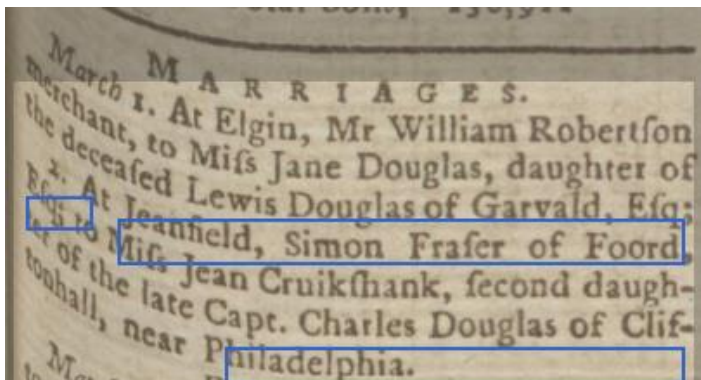 MARRIAGES.
March 1. At Elgin, Mr William Robertſon
merchant, to Miſs Jane Douglas, daughter of
the deceaſed Lewis Douglas of Garvald, Eſq;
2. At Jeanfield, Simon Fraſer of Foord,
Eſq; to Miſs Jean Cruikſhank, ſecond daugh-
ter of the late Capt. Charles Douglas of Clif-
tonhall, near Philadelphia.